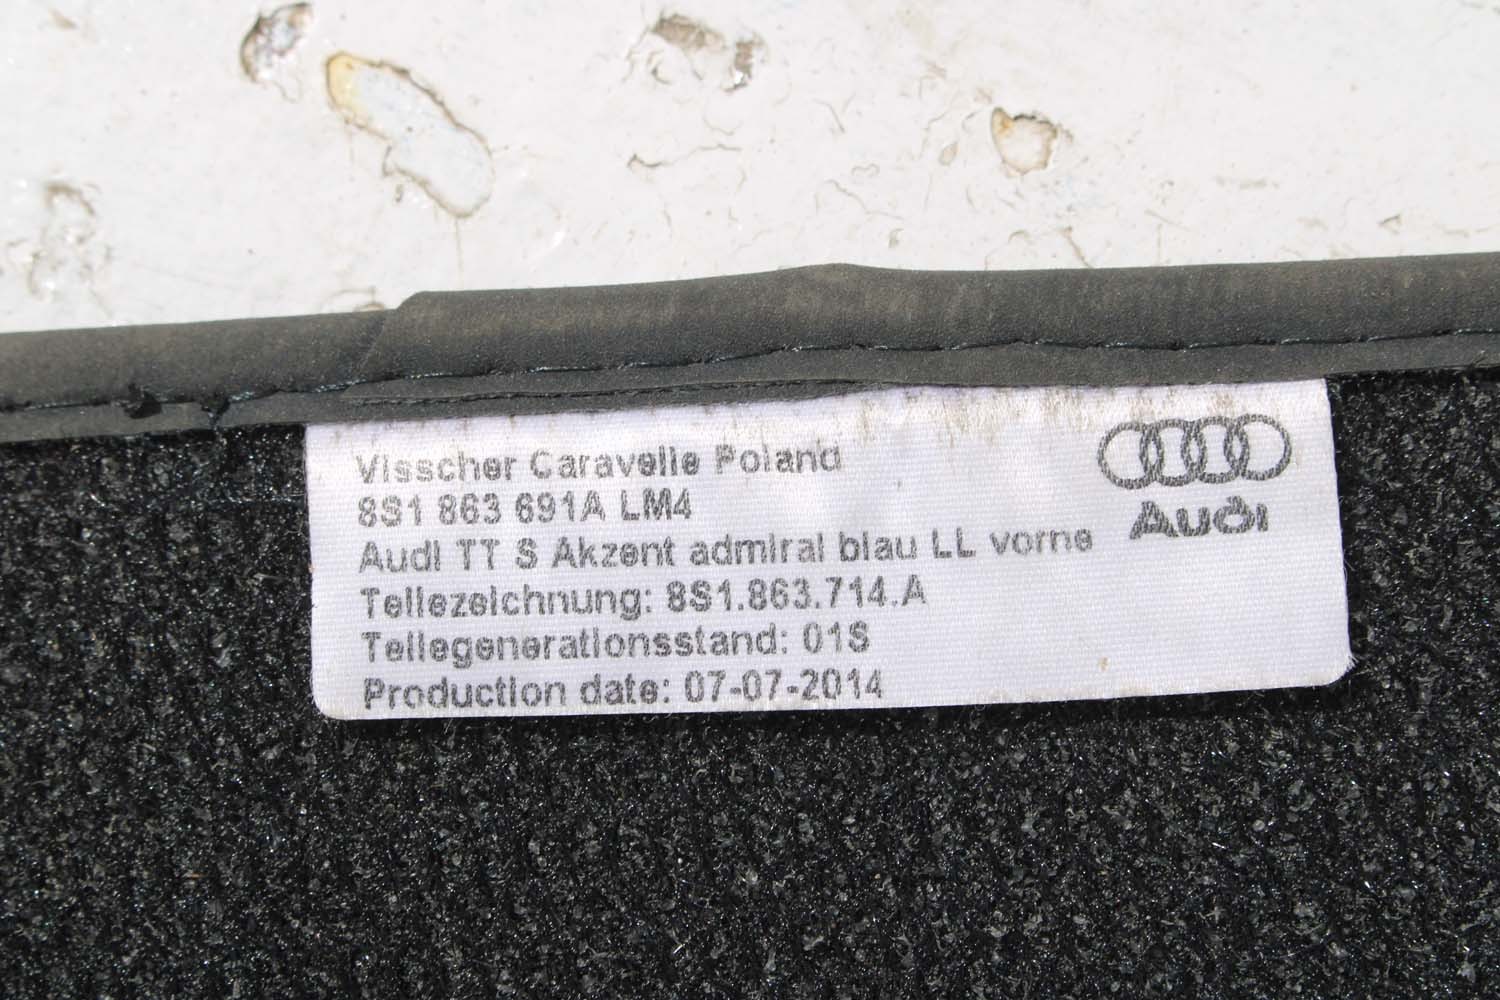 Visscher Caravelle Poland
8S1 863 691A LM4
Audi TT S Akzent admiral blau LL vorne
Teilezeichnung: 8S1.863.714.A
Teilegenerationsstand: 01S
Production date: 07-07-2014
Audi